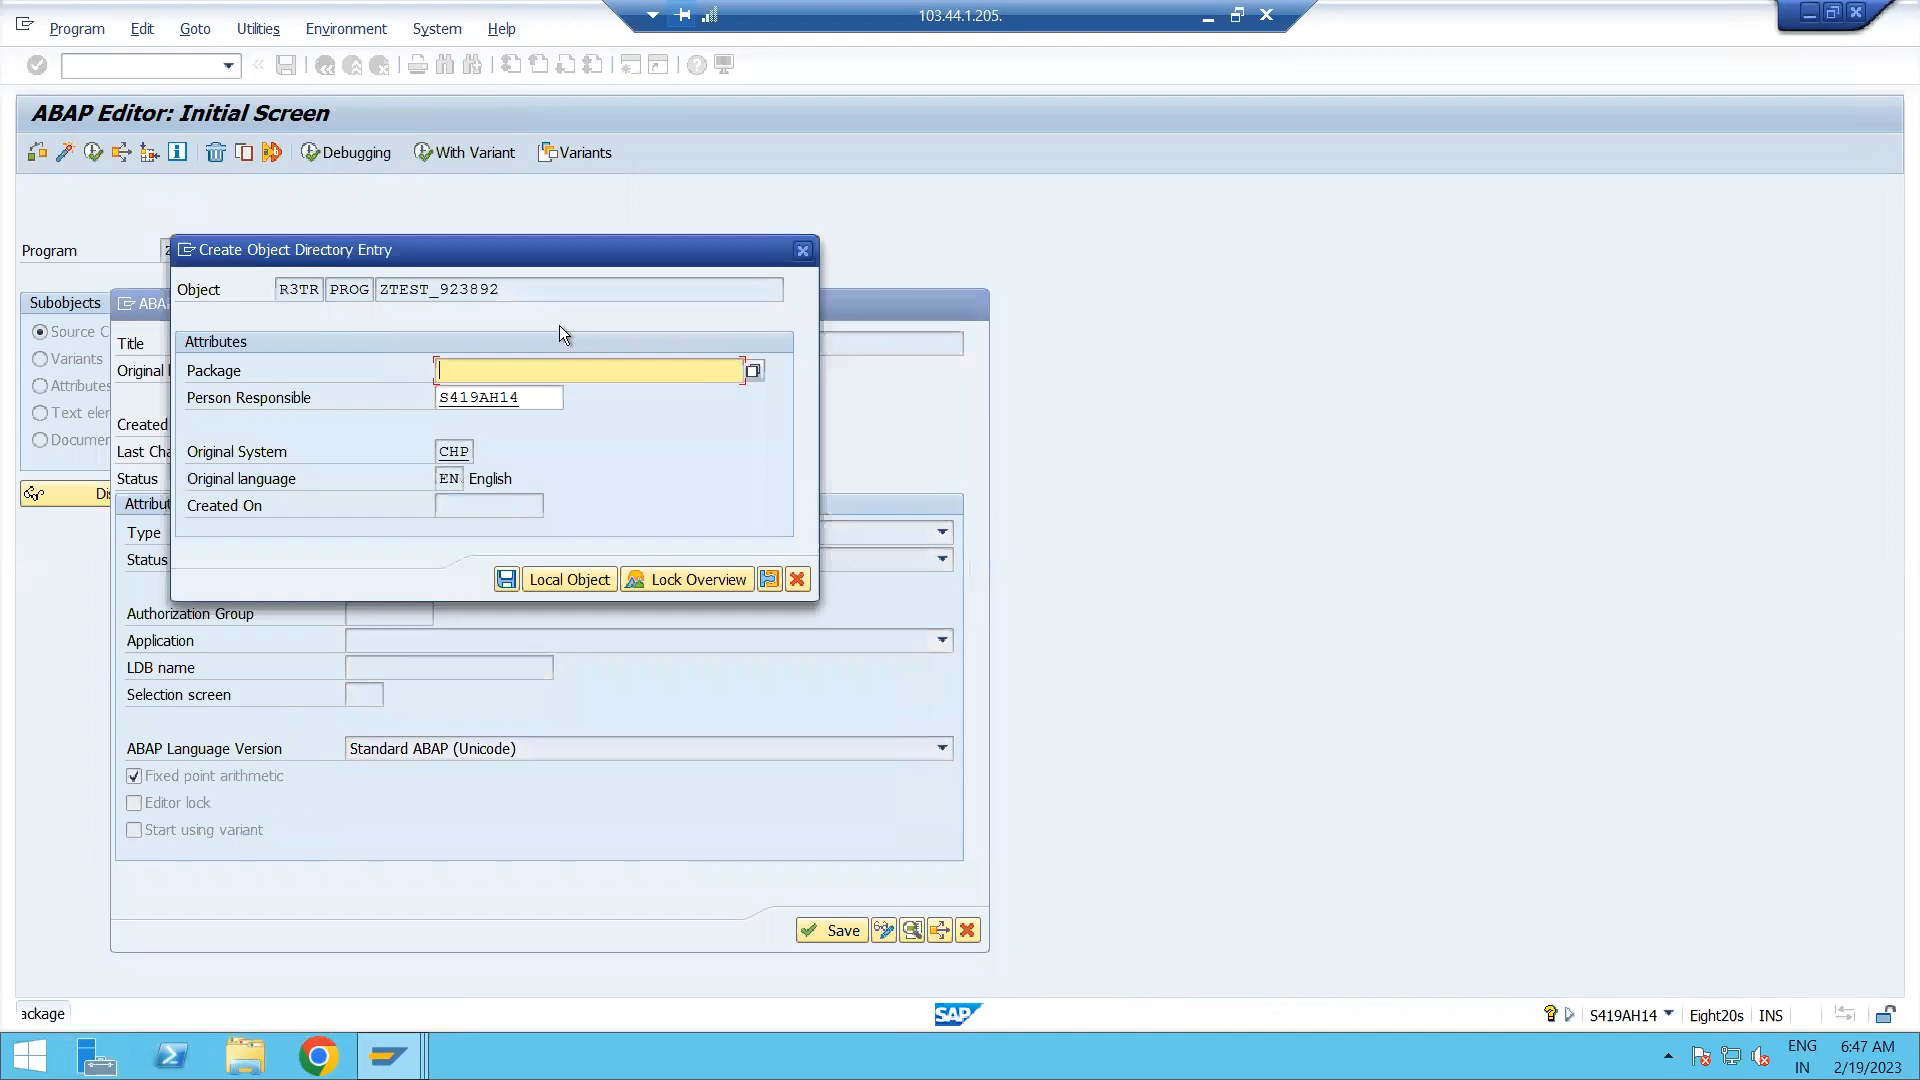 103.44.1.205.
Program Edit Goto Utilities Environment System Help
ABAP Editor: Initial Screen
Debugging With Variant Variants
Program
Create Object Directory Entry
Object R3TR PROG ZTEST_923892
Subobjects
ABAP
Source C
Title
Attributes
Variants
Original l
Package
Attributes
Person Responsible S419AH14
Text elem
Created
Documen
Last Cha
Original System CHP
Status
Original language EN English
Attribut
Created On
Type
Status
Local Object Lock Overview
Authorization Group
Application
LDB name
Selection screen
ABAP Language Version Standard ABAP (Unicode)
Fixed point arithmetic
Editor lock
Start using variant
Save
ackage
SAP
S419AH14 Eight20s INS
ENG
IN
6:47 AM
2/19/2023